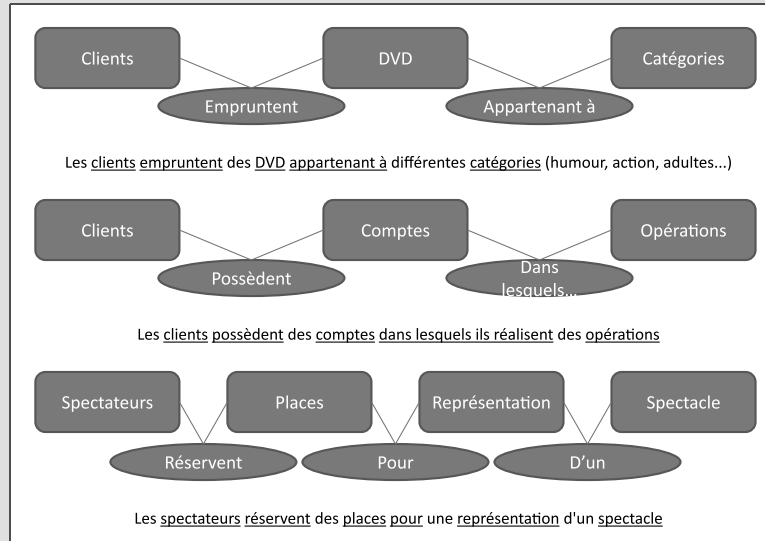 Clients DVD Catégories
Empruntent Appartenant à
Les clients empruntent des DVD appartenant à différentes catégories (humour, action, adultes...)
Clients Comptes Opérations
Possèdent Dans
lesquels...
Les clients possèdent des comptes dans lesquels ils réalisent des opérations
Spectateurs Places Représentation Spectacle
Réservent Pour D'un
Les spectateurs réservent des places pour une représentation d'un spectacle